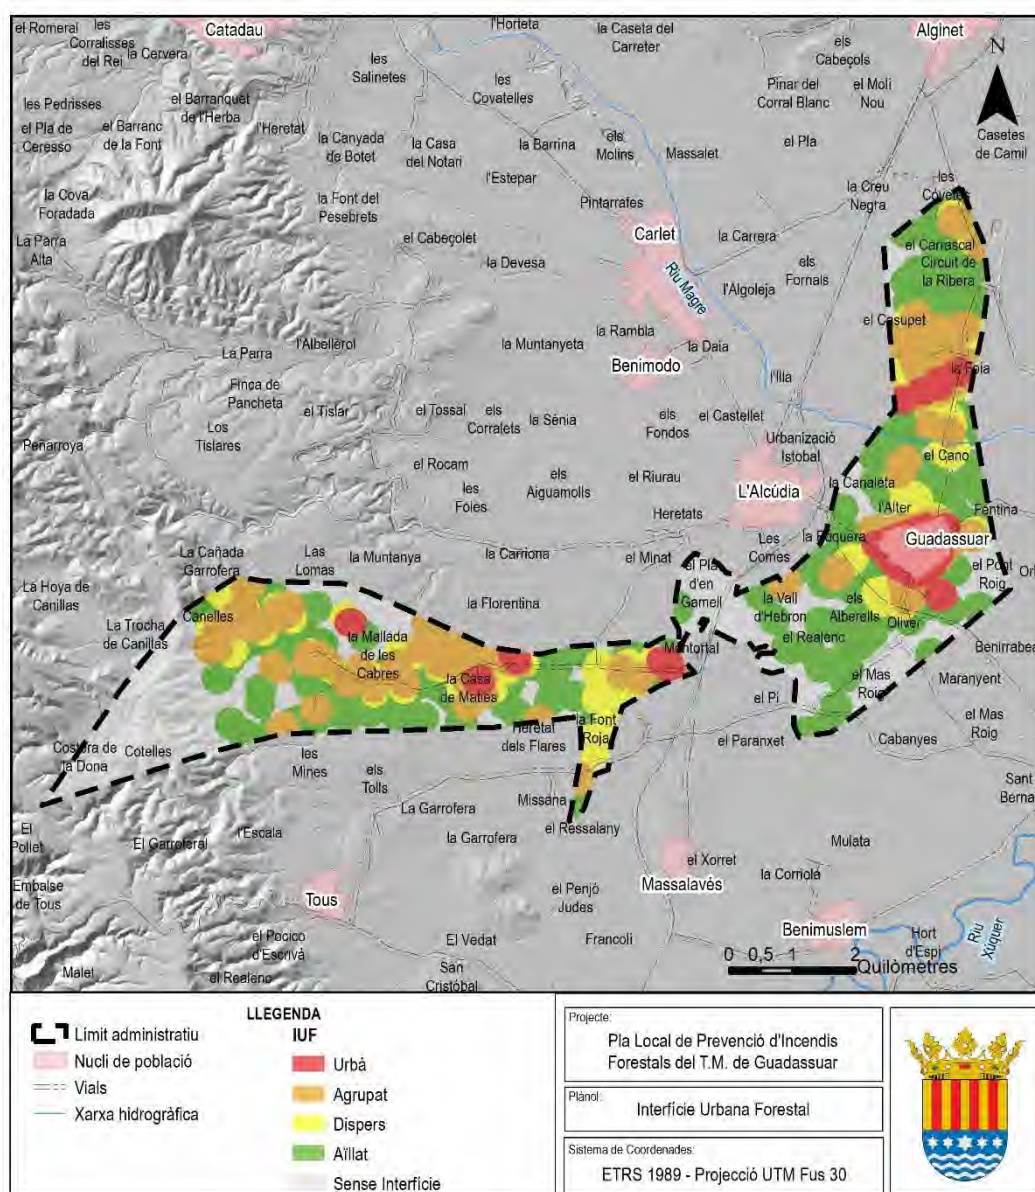 l'Horteta
el Romeral
les
Corralisses
del Rei
la Cervera
Catadau
la Caseta del
Carreter
Alginet
els
Cabeçols
N
les
Salinetes
les
Covatelles
Pinar del
Corral Blanc
el Molí
Nou
les Pedrisses
el Barranquet
de l'Herba
el Pla de
Ceresso
el Barranc
de la Font
l'Heretat
la Canyada
de Botet
la Casa
del Notari
la Barrina
els
Molins
Massalet
el Pla
Casetes
de Camil
l'Estepar
la Cova
Foradada
la Font del
Pesebrets
Pintarrafes
la Creu
Negra
les
Covetes
La Parra
Alta
el Cabeçolet
Carlet
la Carrera
el Carrascal
Circuit de
la Ribera
la Devesa
els
Fornals
Riu Magre
l'Algoleja
el Casupet
La Parra
l'Albellerol
la Muntanyeta
la Rambla
la Daia
Benimodo
l'Illa
la Foia
Finca de
Pancheta
el Tislar
el Tossal
els
Corralets
la Sénia
els
Fondos
el Castellet
Los
Tislares
Peñarroya
Urbanizació
Istobal
el Cano
el Rocam
les
Foies
els
Aiguamolls
el Riurau
L'Alcúdia
la Canaleta
l'Alter
Fentina
Heretats
Guadassuar
La Cañada
Garrofera
Las
Lomas
la Muntanya
la Carriona
el Minat
Les
Comes
la Foquera
el Pont
Roig
La Hoya de
Canillas
el Pla
d'en
Gamell
la Vall
d'Hebron
els
Alberells
Oliver
La Trocha
de Canillas
Canelles
la Florentina
la Mallada
de les
Cabres
el Realenc
Benirrabea
Montortal
la Casa
de Maties
el Mas
Roig
Maranyent
el Pi
Costera de
la Dona
Cotelles
les
Mines
Heretat
dels Flares
la Font
Roja
el Paranxet
Cabanyes
el Mas
Roig
els
Tolls
Missana
Sant
Berna
La Garrofera
el Ressalany
El
Pollet
El Garroferal
l'Escala
la Garrofera
Mulata
Embalse
de Tous
Tous
el Penjó
Judes
Massalavés
el Xorret
la Corriola
Benimuslem
el Pocico
d'Escrivà
El Vedat
Francoli
Hort
d'Espi
Riu
Xúquer
Malet
el Realenc
San
Cristóbal
0 0,5 1 2
Quilòmetres
LLEGENDA
Límit administratiu
Nucli de població
Vials
Xarxa hidrogràfica
IUF
Urbà
Agrupat
Dispers
Aïllat
Sense Interfície
Projecte:
Pla Local de Prevenció d'Incendis
Forestals del T.M. de Guadassuar
Plànol:
Interfície Urbana Forestal
Sistema de Coordenades:
ETRS 1989 - Projecció UTM Fus 30